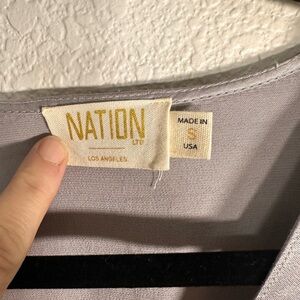 NATION
LTD
LOS ANGELES
MADE IN
S
USA